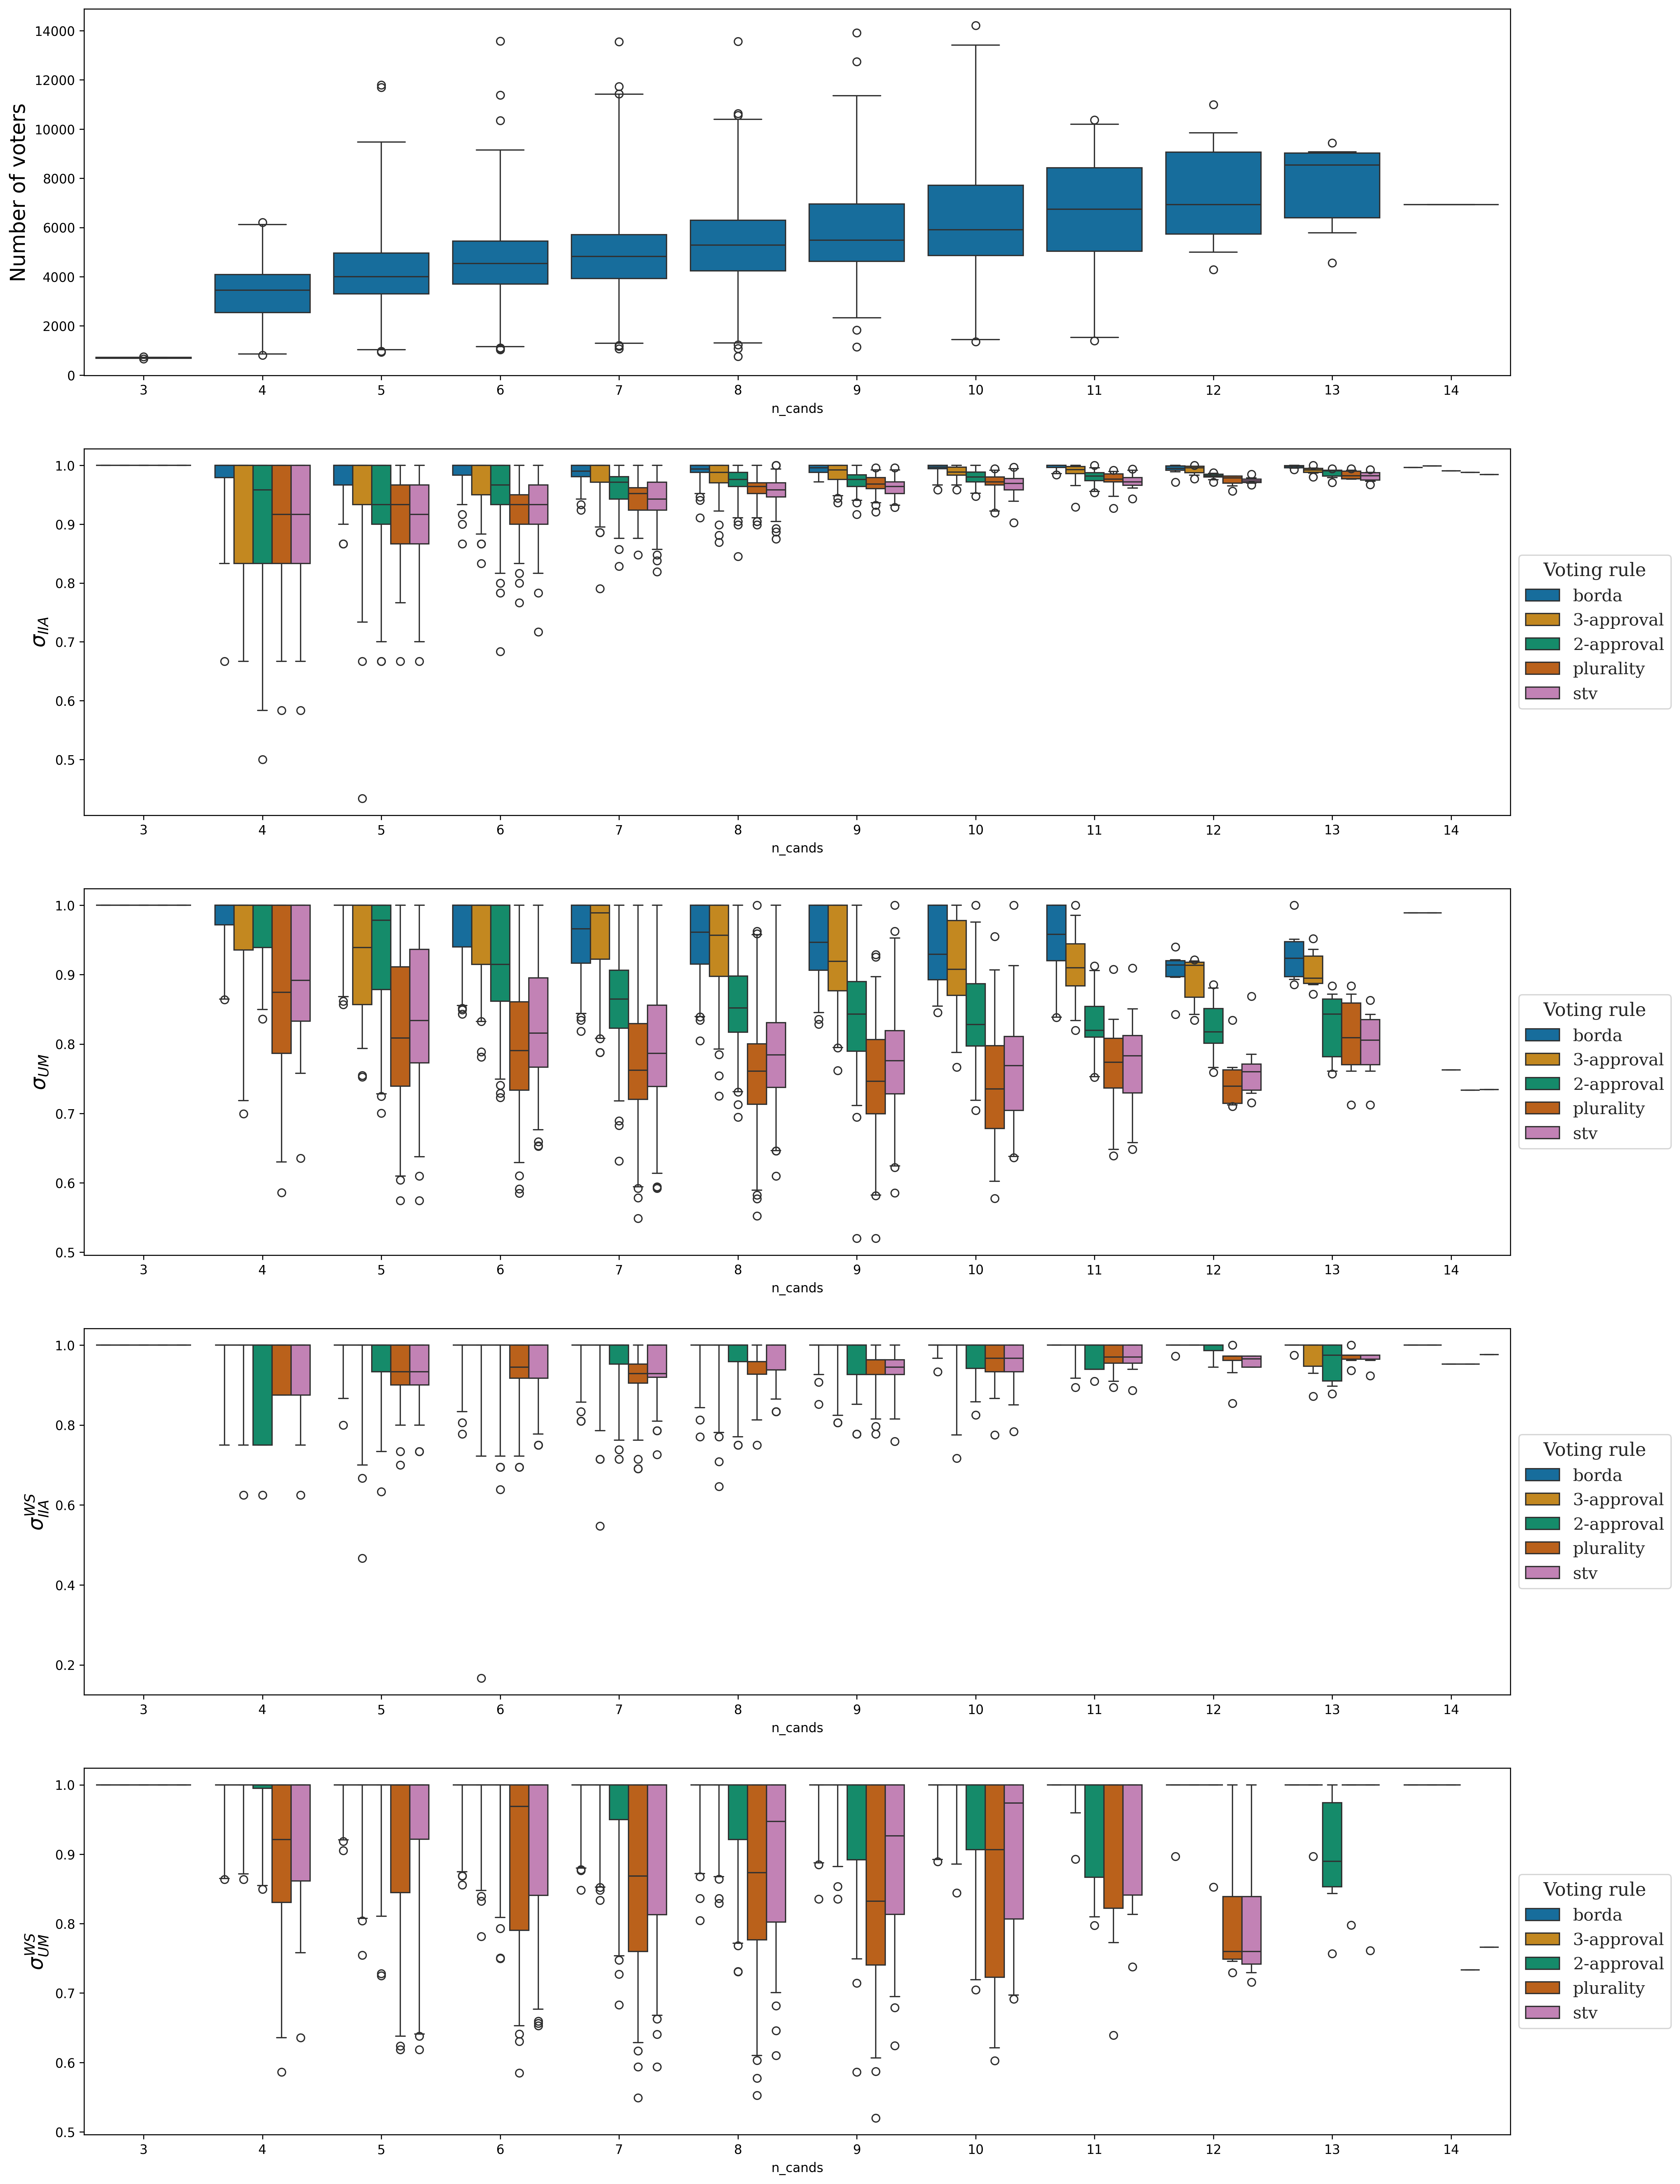 14000
12000
10000
8000
6000
4000
2000
0
Number of voters
3 4 5 6 7 8 9 10 11 12 13 14
n_cands
1.0
0.9
0.8
0.7
0.6
0.5
σIIA
3 4 5 6 7 8 9 10 11 12 13 14
n_cands
Voting rule
borda
3-approval
2-approval
plurality
stv
1.0
0.9
0.8
0.7
0.6
0.5
σUM
3 4 5 6 7 8 9 10 11 12 13 14
n_cands
Voting rule
borda
3-approval
2-approval
plurality
stv
1.0
0.8
0.6
0.4
0.2
σIIA^WS
3 4 5 6 7 8 9 10 11 12 13 14
n_cands
Voting rule
borda
3-approval
2-approval
plurality
stv
1.0
0.9
0.8
0.7
0.6
0.5
σUM^WS
3 4 5 6 7 8 9 10 11 12 13 14
n_cands
Voting rule
borda
3-approval
2-approval
plurality
stv